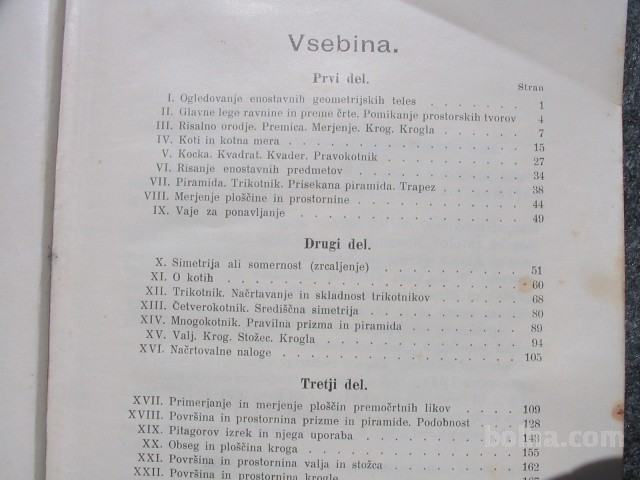 Vsebina.
Prvi del.
Stran
I. Ogledovanje enostavnih geometrijskih teles . . . . . . . 1
II. Glavne lege ravnine in preme črte. Pomikanje prostorskih tvorov 4
III. Risalno orodje. Premica. Merjenje. Krog. Krogla . . . . . . 7
IV. Koti in kotna mera . . . . . . . . . . 15
V. Kocka. Kvadrat. Kvader. Pravokotnik . . . . . . . . 27
VI. Risanje enostavnih predmetov . . . . . . . . . 34
VII. Piramida. Trikotnik. Prisekana piramida. Trapez . . . . . 38
VIII. Merjenje ploščine in prostornine . . . . . . . . 44
IX. Vaje za ponavljanje . . . . . . . . . . 49
Drugi del.
X. Simetrija ali somernost (zrcaljenje) . . . . . . . . 51
XI. O kotih . . . . . . . . . . . . 60
XII. Trikotnik. Načrtavanje in skladnost trikotnikov . . . . . 68
XIII. Četverokotnik. Središčna simetrija . . . . . . . . 80
XIV. Mnogokotnik. Pravilna prizma in piramida . . . . . . 89
XV. Valj. Krog. Stožec. Krogla . . . . . . . . . 94
XVI. Načrtovalne naloge . . . . . . . . . . 105
Tretji del.
XVII. Primerjanje in merjenje ploščin premočrtnih likov . . . . 109
XVIII. Površina in prostornina prizme in piramide. Podobnost . . . 128
XIX. Pitagorov izrek in njega uporaba . . . . . . . . 143
XX. Obseg in ploščina kroga . . . . . . . . . 155
XXI. Površina in prostornina valja in stožca . . . . . . . 162
XXII. Površina in prostornina krogle . . . . . . . . 167
bolha.com